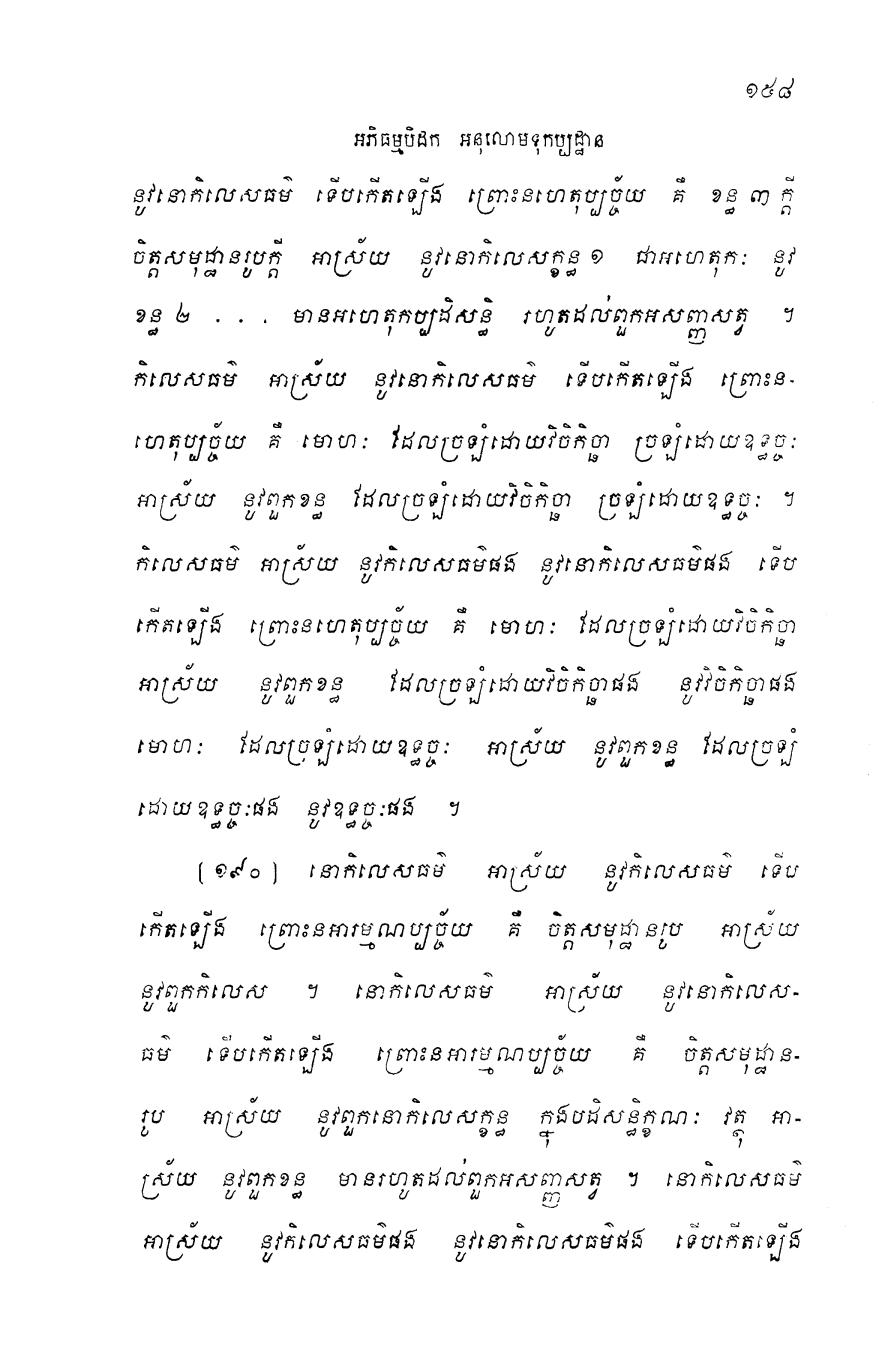 ១៥៨
អភិធម្មបិដក អនុលោមទុកប្បដ្ឋាន
នូវនោកិលេសធម៌ ទើបកើតឡើង ព្រោះនហេតុប្បច្ច័យ គឺ ខន្ធ ៣ ក្តី
ចិត្តសមុដ្ឋានរូបក្តី អាស្រ័យ នូវនោកិលេសក្ខន្ធ ១ ជាអហេតុកៈ នូវ
ខន្ធ ២ . . . មានអហេតុកប្បដិសន្ធិ រហូតដល់ពួកអសញ្ញសត្វ ។
កិលេសធម៌ អាស្រ័យ នូវនោកិលេសធម៌ ទើបកើតឡើង ព្រោះន-
ហេតុប្បច្ច័យ គឺ មោហៈ ដែលច្រឡំដោយវិចិកិច្ឆា ច្រឡំដោយឧទ្ធច្ចៈ
អាស្រ័យ នូវពួកខន្ធ ដែលច្រឡំដោយវិចិកិច្ឆា ច្រឡំដោយឧទ្ធច្ចៈ ។
កិលេសធម៌ អាស្រ័យ នូវកិលេសធម៌ផង នូវនោកិលេសធម៌ផង ទើប
កើតឡើង ព្រោះនហេតុប្បច្ច័យ គឺ មោហៈ ដែលច្រឡំដោយវិចិកិច្ឆា
អាស្រ័យ នូវពួកខន្ធ ដែលច្រឡំដោយវិចិកិច្ឆាផង នូវវិចិកិច្ឆាផង
មោហៈ ដែលច្រឡំដោយឧទ្ធច្ចៈ អាស្រ័យ នូវពួកខន្ធ ដែលច្រឡំ
ដោយឧទ្ធច្ចៈផង នូវឧទ្ធច្ចៈផង ។
[១៩០] នោកិលេសធម៌ អាស្រ័យ នូវកិលេសធម៌ ទើប
កើតឡើង ព្រោះនអារម្មណប្បច្ច័យ គឺ ចិត្តសមុដ្ឋានរូប អាស្រ័យ
នូវពួកកិលេស ។ នោកិលេសធម៌ អាស្រ័យ នូវនោកិលេស-
ធម៌ ទើបកើតឡើង ព្រោះនអារម្មណប្បច្ច័យ គឺ ចិត្តសមុដ្ឋាន-
រូប អាស្រ័យ នូវពួកនោកិលេសក្ខន្ធ ក្នុងបដិសន្ធិក្ខណៈ វត្ថុ អា-
ស្រ័យ នូវពួកខន្ធ មានរហូតដល់ពួកអសញ្ញសត្វ ។ នោកិលេសធម៌
អាស្រ័យ នូវកិលេសធម៌ផង នូវនោកិលេសធម៌ផង ទើបកើតឡើង